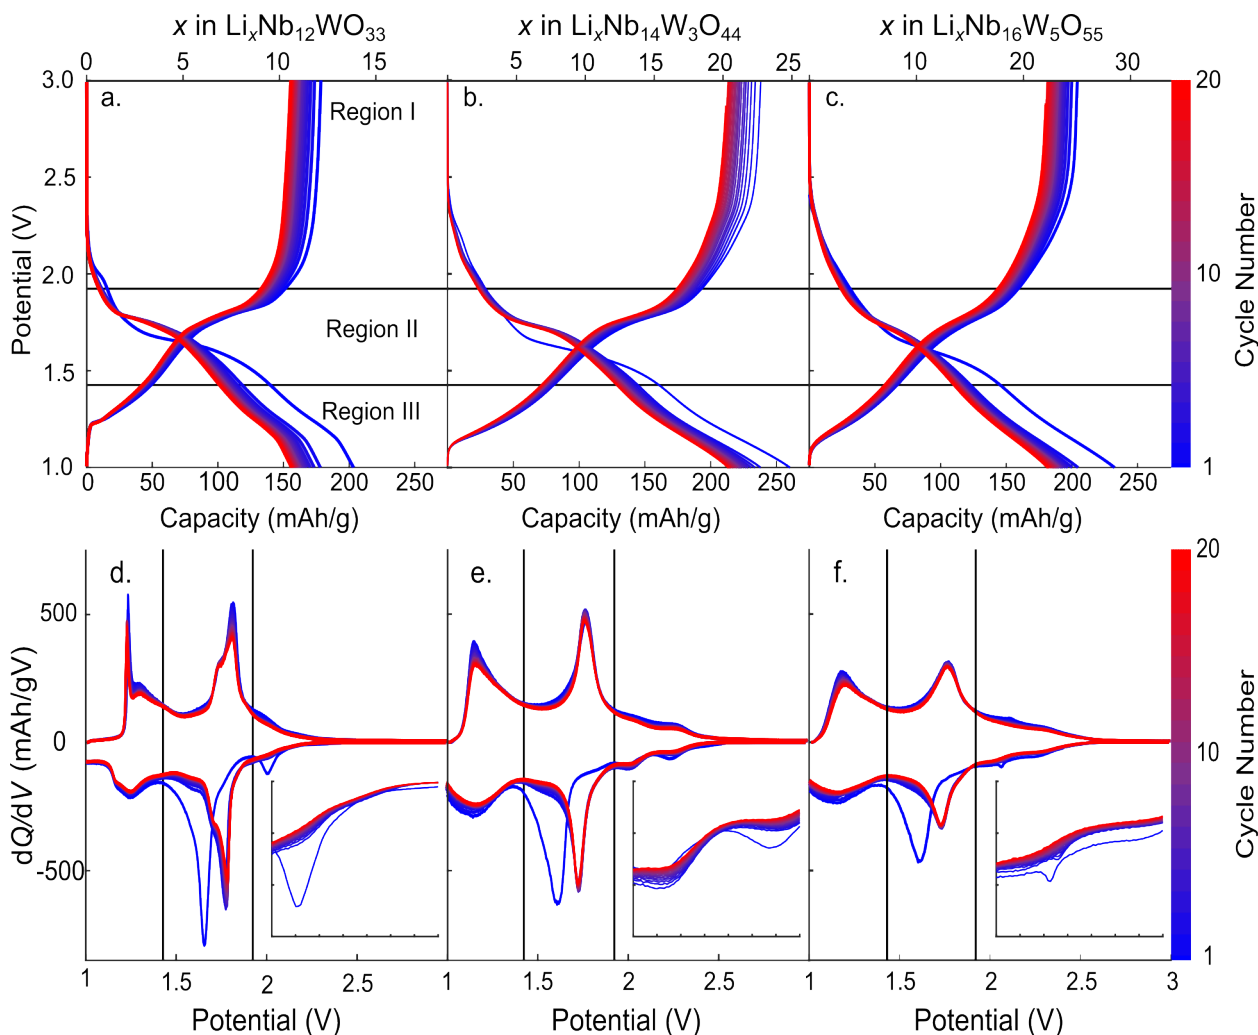 x in LiₓNb₁₂WO₃₃
x in LiₓNb₁₄W₃O₄₄
x in LiₓNb₁₆W₅O₅₅
0 5 10 15
5 10 15 20 25
10 20 30
3.0
2.5
2.0
1.5
1.0
Potential (V)
a.
b.
c.
Region I
Region II
Region III
20
10
1
Cycle Number
0 50 100 150 200 250
50 100 150 200 250
50 100 150 200 250
Capacity (mAh/g)
Capacity (mAh/g)
Capacity (mAh/g)
d.
e.
f.
500
0
-500
dQ/dV (mAh/gV)
20
10
1
Cycle Number
1 1.5 2 2.5
1 1.5 2 2.5
1 1.5 2 2.5 3
Potential (V)
Potential (V)
Potential (V)